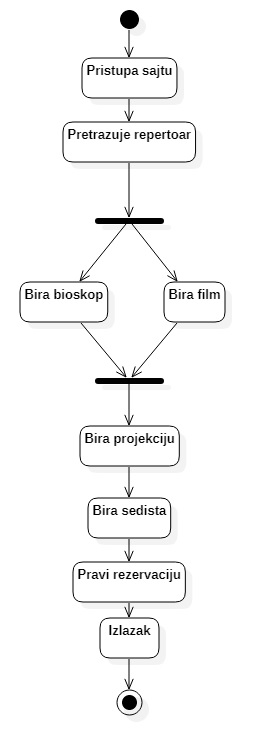 Pristupa sajtu
Pretrazuje repertoar
Bira bioskop
Bira film
Bira projekciju
Bira sedista
Pravi rezervaciju
Izlazak